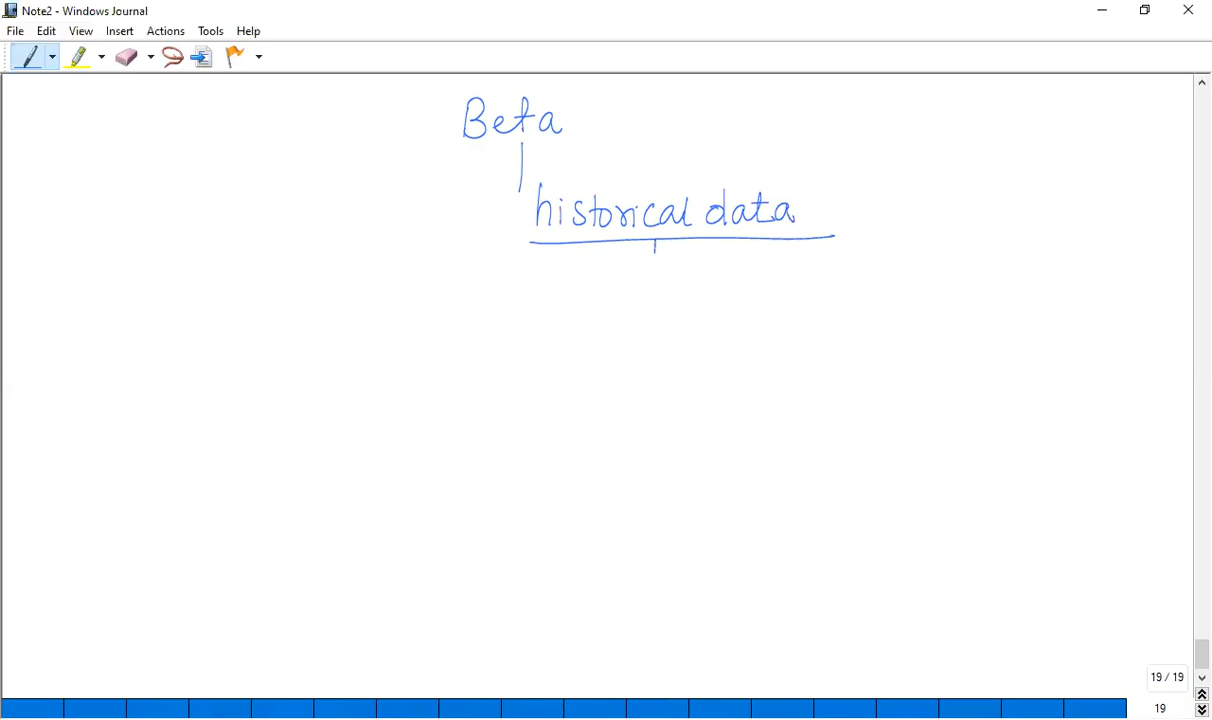 Note2 - Windows Journal
File Edit View Insert Actions Tools Help
Beta
historical data
19 / 19
19